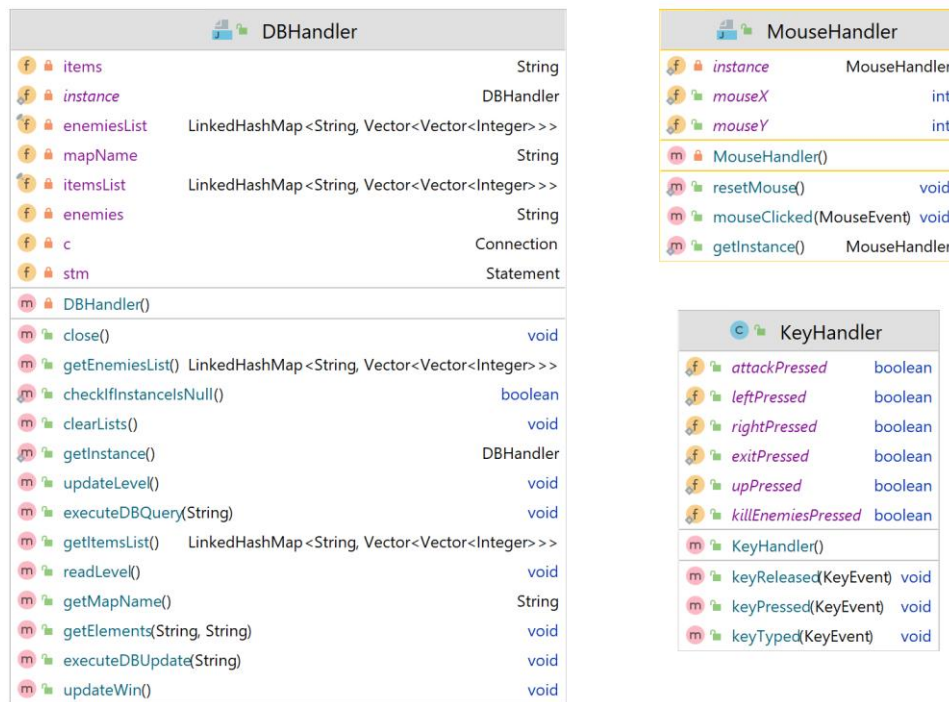 DBHandler
items String
instance DBHandler
enemiesList LinkedHashMap<String, Vector<Vector<Integer>>>
mapName String
itemsList LinkedHashMap<String, Vector<Vector<Integer>>>
enemies String
c Connection
stm Statement
DBHandler()
close() void
getEnemiesList() LinkedHashMap<String, Vector<Vector<Integer>>>
checkIfInstanceIsNull() boolean
clearLists() void
getInstance() DBHandler
updateLevel() void
executeDBQuery(String) void
getItemsList() LinkedHashMap<String, Vector<Vector<Integer>>>
readLevel() void
getMapName() String
getElements(String, String) void
executeDBUpdate(String) void
updateWin() void
MouseHandler
instance MouseHandler
mouseX int
mouseY int
MouseHandler()
resetMouse() void
mouseClicked(MouseEvent) void
getInstance() MouseHandler
KeyHandler
attackPressed boolean
leftPressed boolean
rightPressed boolean
exitPressed boolean
upPressed boolean
killEnemiesPressed boolean
KeyHandler()
keyReleased(KeyEvent) void
keyPressed(KeyEvent) void
keyTyped(KeyEvent) void